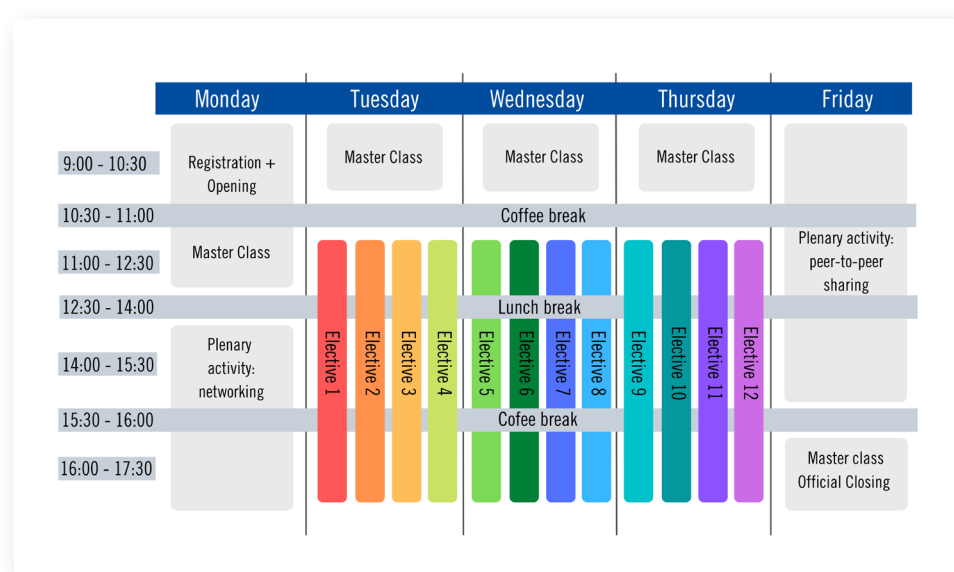 Monday Tuesday Wednesday Thursday Friday
9:00 - 10:30
Registration +
Opening
Master Class
Master Class
Master Class
10:30 - 11:00
Coffee break
11:00 - 12:30
Master Class
Plenary activity:
peer-to-peer
sharing
12:30 - 14:00
Lunch break
14:00 - 15:30
Plenary
activity:
networking
Elective 1
Elective 2
Elective 3
Elective 4
Elective 5
Elective 6
Elective 7
Elective 8
Elective 9
Elective 10
Elective 11
Elective 12
15:30 - 16:00
Cofee break
16:00 - 17:30
Master class
Official Closing